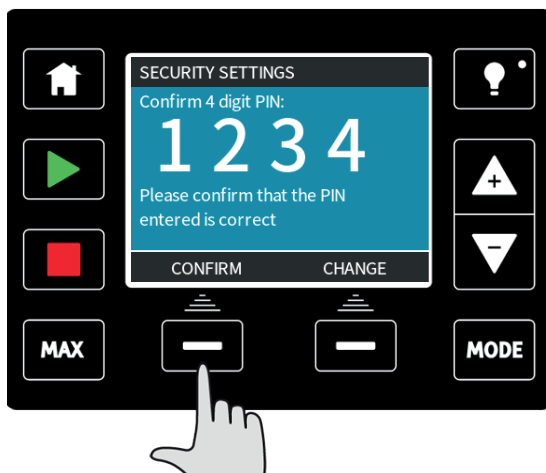 SECURITY SETTINGS
Confirm 4 digit PIN:
1 2 3 4
Please confirm that the PIN
entered is correct
CONFIRM CHANGE
MAX
MODE